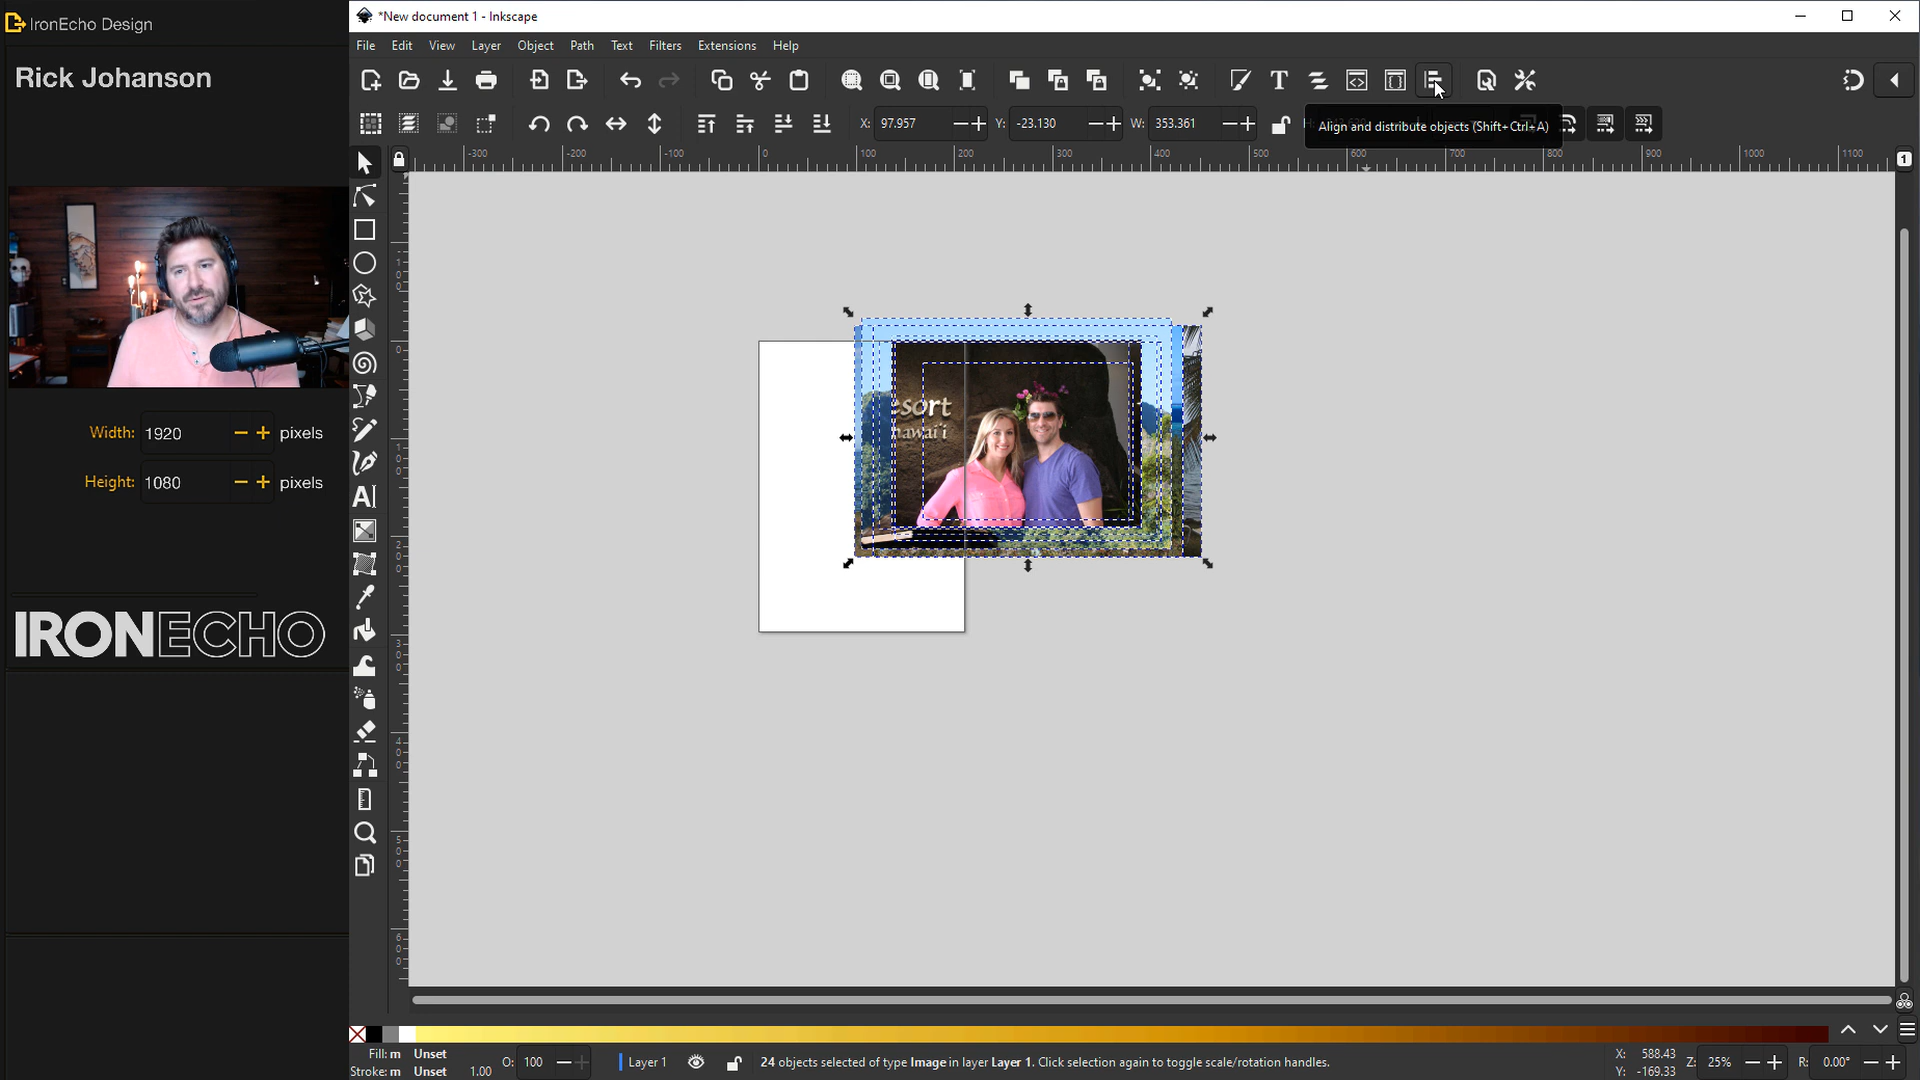 IronEcho Design
*New document 1 - Inkscape
Rick Johanson
File Edit View Layer Object Path Text Filters Extensions Help
X: 97.957 Y: -23.130 W: 353.361 H:
Align and distribute objects (Shift+Ctrl+A)
-300 -200 -100 0 100 200 300 400 500 600 700 800 900 1000 1100
1
esort
hawai'i
Width: 1920 pixels
Height: 1080 pixels
IRONECHO
Fill: m Unset
Stroke: m Unset 1.00
O: 100
Layer 1
24 objects selected of type Image in layer Layer 1. Click selection again to toggle scale/rotation handles.
X: 588.43
Y: -169.33
Z: 25%
R: 0.00°